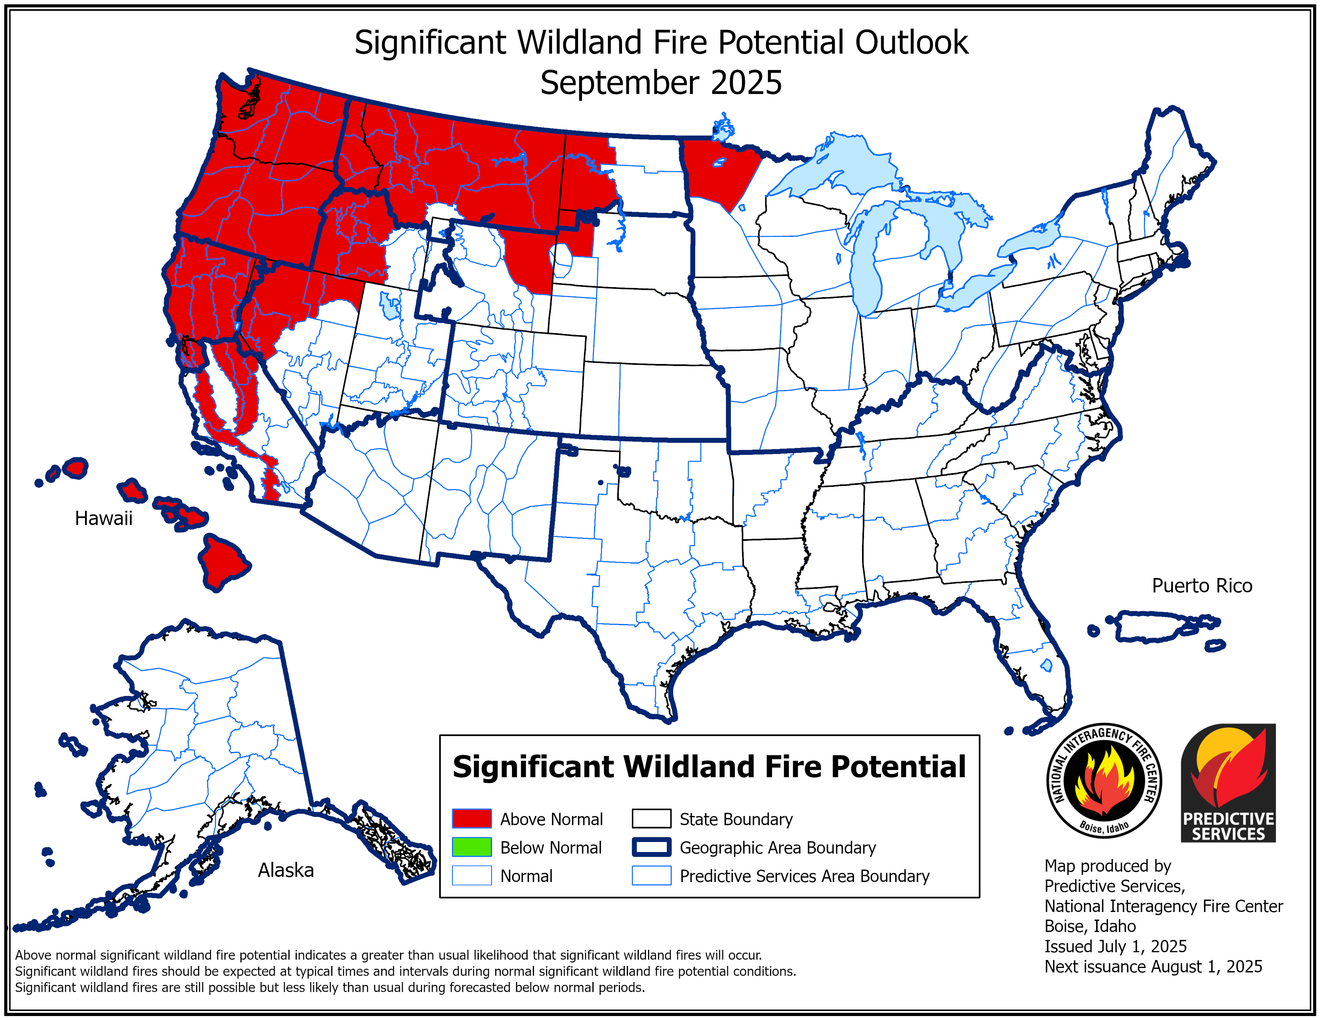 Significant Wildland Fire Potential Outlook
September 2025
Hawaii
Puerto Rico
Alaska
Significant Wildland Fire Potential
Above Normal
State Boundary
Below Normal
Geographic Area Boundary
Normal
Predictive Services Area Boundary
NATIONAL INTERAGENCY FIRE CENTER
Boise, Idaho
PREDICTIVE
SERVICES
Map produced by
Predictive Services,
National Interagency Fire Center
Boise, Idaho
Issued July 1, 2025
Next issuance August 1, 2025
Above normal significant wildland fire potential indicates a greater than usual likelihood that significant wildland fires will occur.
Significant wildland fires should be expected at typical times and intervals during normal significant wildland fire potential conditions.
Significant wildland fires are still possible but less likely than usual during forecasted below normal periods.